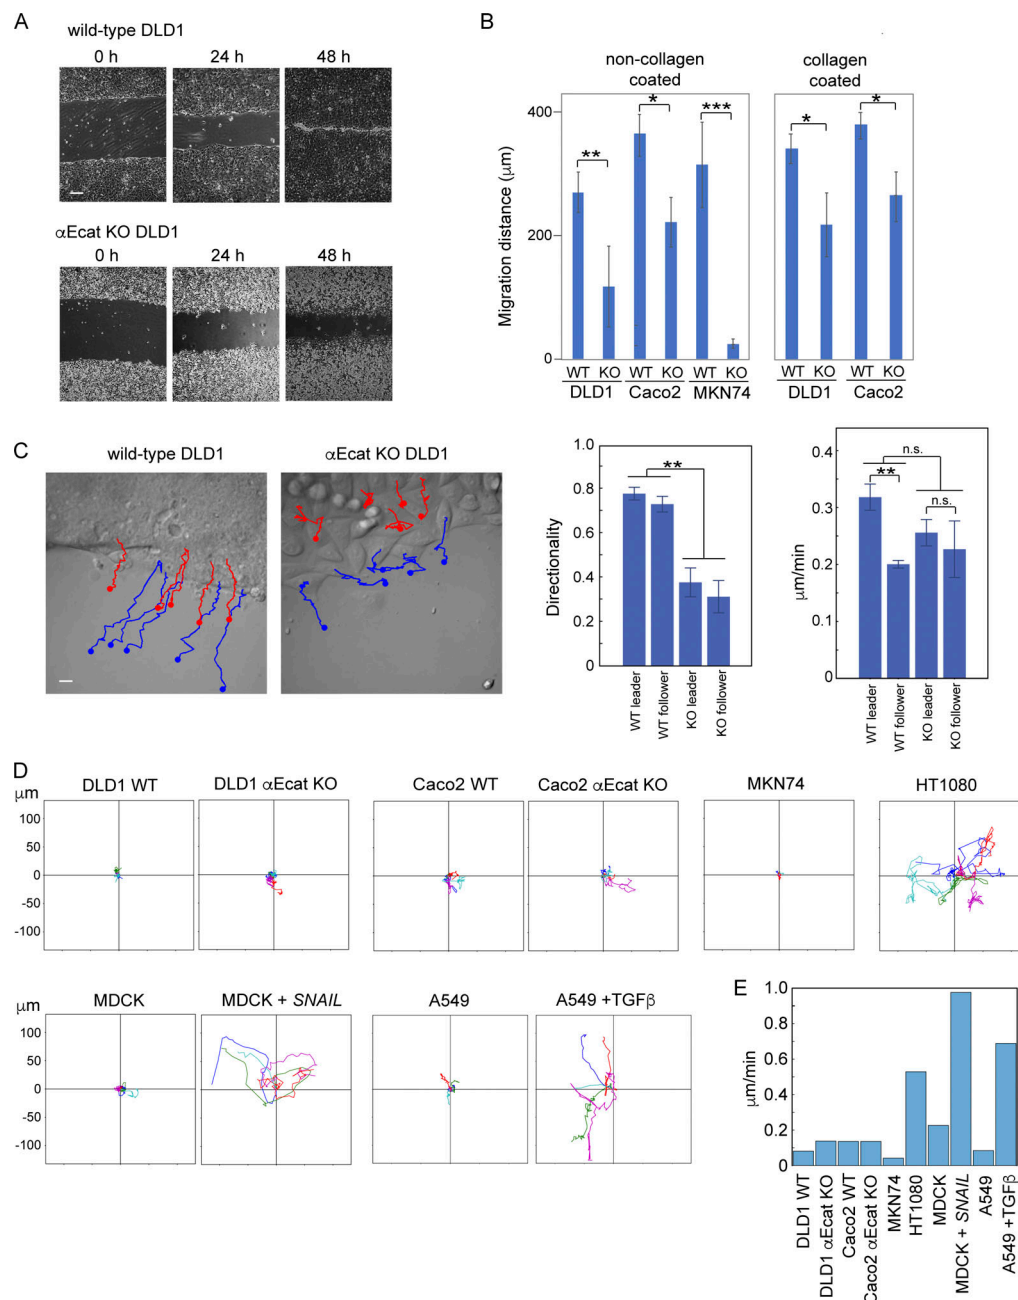 A
wild-type DLD1
0 h 24 h 48 h
αEcat KO DLD1
0 h 24 h 48 h
B
non-collagen coated
collagen coated
Migration distance (μm)
400
200
0
** * *** * *
WT KO WT KO WT KO WT KO WT KO
DLD1 Caco2 MKN74 DLD1 Caco2
C
wild-type DLD1 αEcat KO DLD1
Directionality
1.0
0.8
0.6
0.4
0.2
0
**
WT leader
WT follower
KO leader
KO follower
μm/min
0.4
0.3
0.2
0.1
0
n.s.
**
n.s.
WT leader
WT follower
KO leader
KO follower
D
μm
DLD1 WT DLD1 αEcat KO Caco2 WT Caco2 αEcat KO MKN74 HT1080
100
50
0
-50
-100
μm
MDCK MDCK + SNAIL A549 A549 +TGFβ
100
50
0
-50
-100
E
μm/min
1.0
0.8
0.6
0.4
0.2
0
DLD1 WT
DLD1 αEcat KO
Caco2 WT
Caco2 αEcat KO
MKN74
HT1080
MDCK
MDCK + SNAIL
A549
A549 +TGFβ